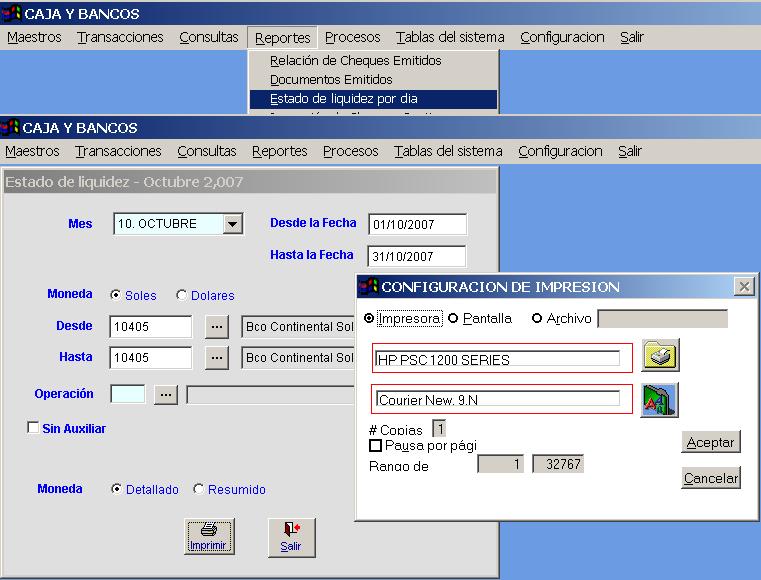 CAJA Y BANCOS
Maestros Transacciones Consultas Reportes Procesos Tablas del sistema Configuracion Salir
Relación de Cheques Emitidos
Documentos Emitidos
Estado de liquidez por dia
CAJA Y BANCOS
Maestros Transacciones Consultas Reportes Procesos Tablas del sistema Configuracion Salir
Estado de liquidez - Octubre 2,007
Mes 10. OCTUBRE Desde la Fecha 01/10/2007
Hasta la Fecha 31/10/2007
Moneda Soles Dolares
Desde 10405 ... Bco Continental Sol
Hasta 10405 ... Bco Continental Sol
Operación ...
Sin Auxiliar
Moneda Detallado Resumido
Imprimir Salir
CONFIGURACION DE IMPRESION
Impresora Pantalla Archivo
HP PSC 1200 SERIES
Courier New. 9.N
# Copias 1
Pausa por pági
Rango de 1 32767
Aceptar
Cancelar